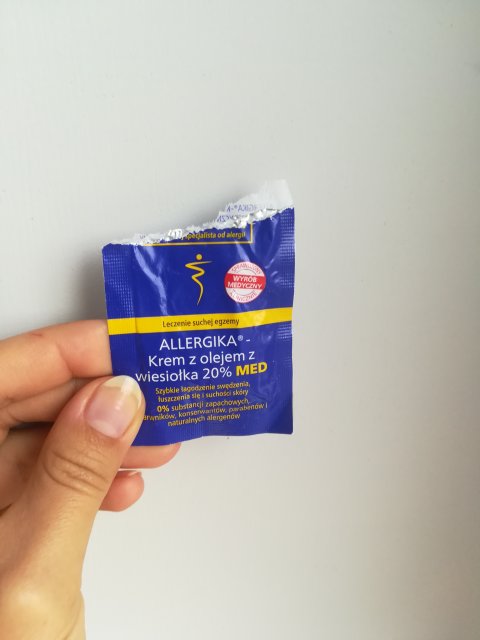 specjalista od alergii
WYRÓB
MEDYCZNY
Leczenie suchej egzemy
ALLERGIKA® -
Krem z olejem z
wiesiołka 20% MED
Szybkie łagodzenie swędzenia,
łuszczenia się i suchości skóry
0% substancji zapachowych,
barwników, konserwantów, parabenów i
naturalnych alergenów